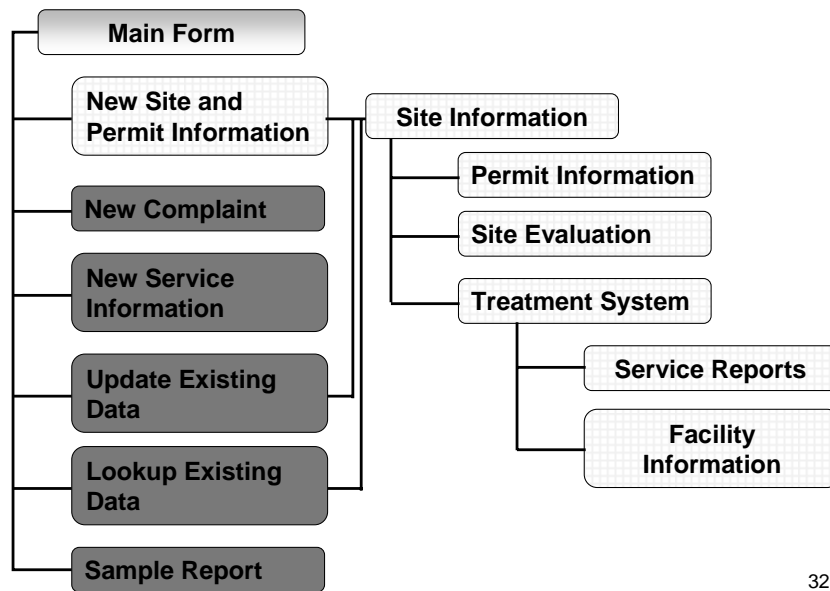 Main Form
New Site and
Permit Information
New Complaint
New Service
Information
Update Existing
Data
Lookup Existing
Data
Sample Report
Site Information
Permit Information
Site Evaluation
Treatment System
Service Reports
Facility
Information
32